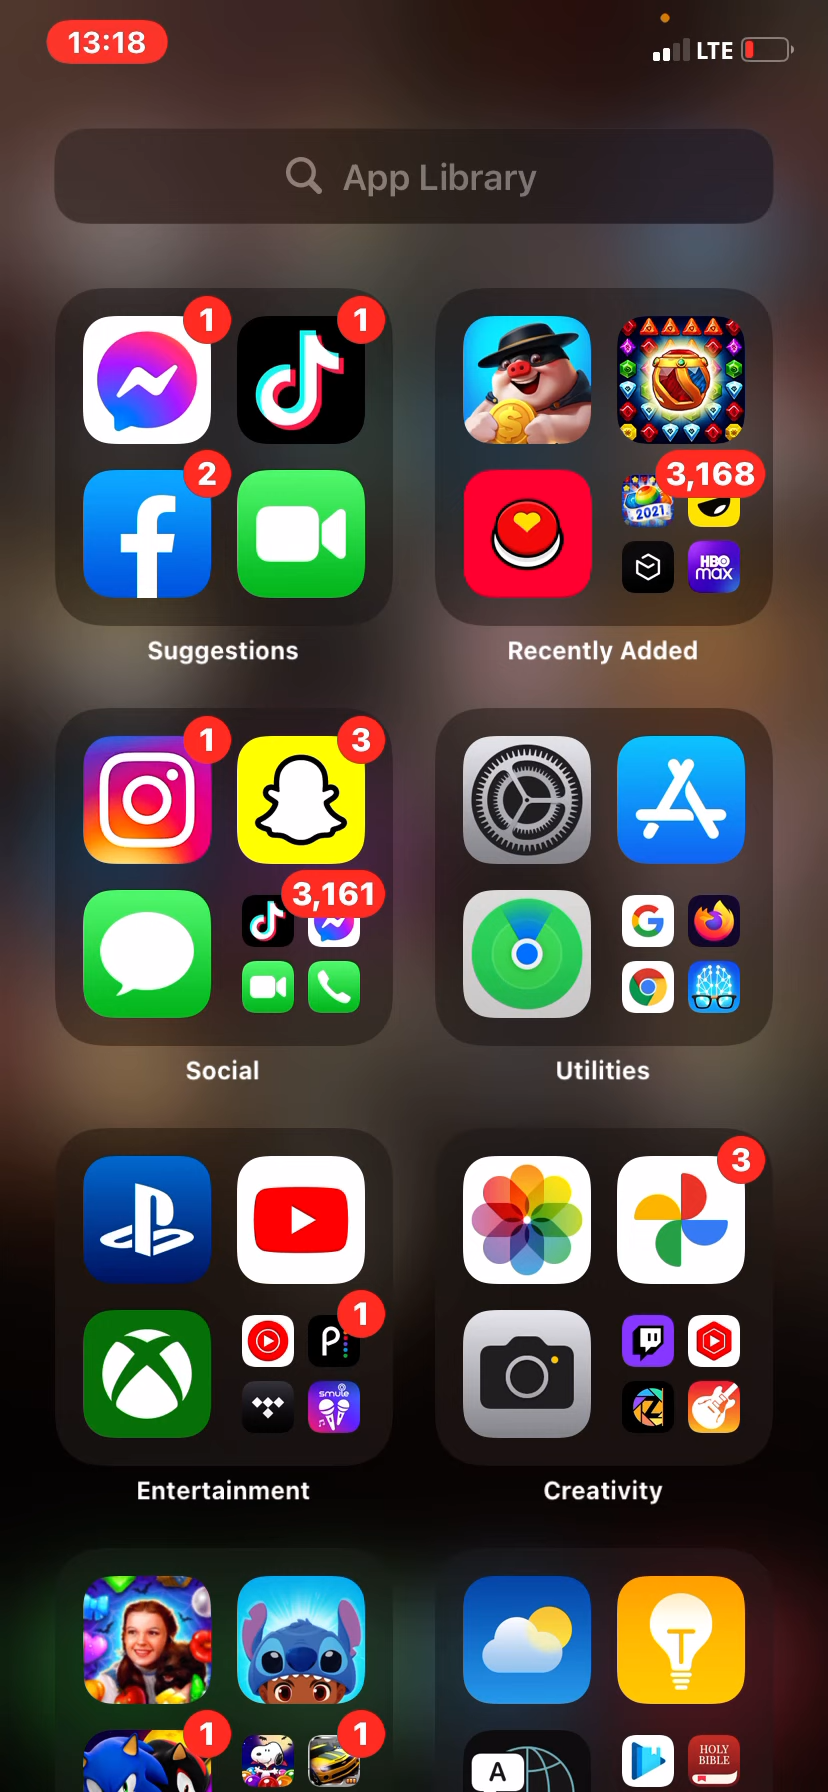 13:18
LTE
App Library
1
1
2
3,168
2021
HBO
max
Suggestions
Recently Added
1
3
3,161
Social
Utilities
3
1
smule
Entertainment
Creativity
1
1
A
HOLY
BIBLE